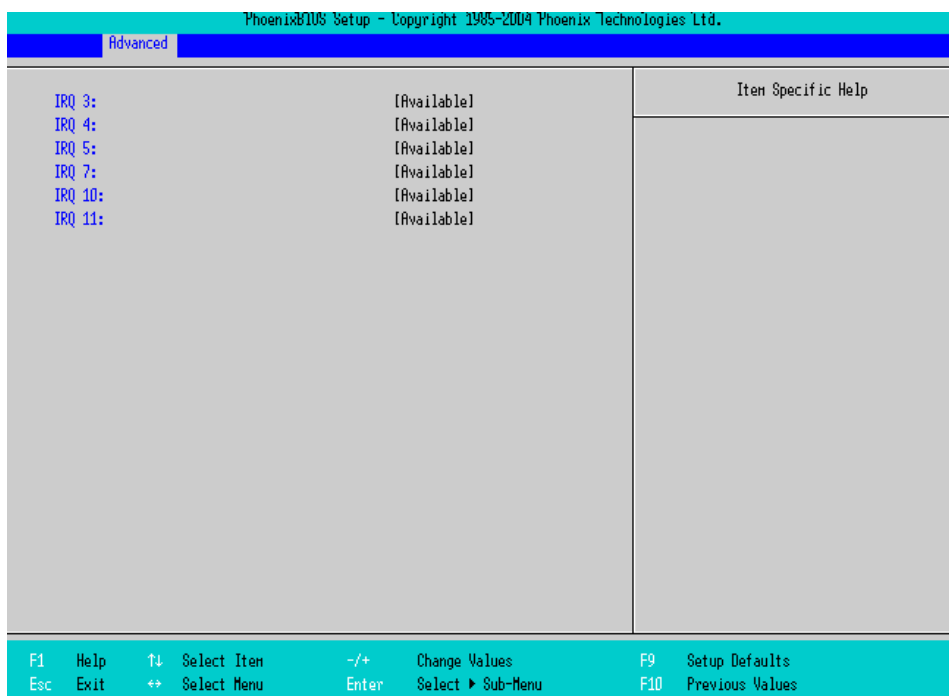 PhoenixBIOS Setup - Copyright 1985-2004 Phoenix Technologies Ltd.
Advanced
Item Specific Help
IRQ 3: [Available]
IRQ 4: [Available]
IRQ 5: [Available]
IRQ 7: [Available]
IRQ 10: [Available]
IRQ 11: [Available]
F1 Help ↑↓ Select Item -/+ Change Values F9 Setup Defaults
Esc Exit ↔ Select Menu Enter Select ▶ Sub-Menu F10 Previous Values